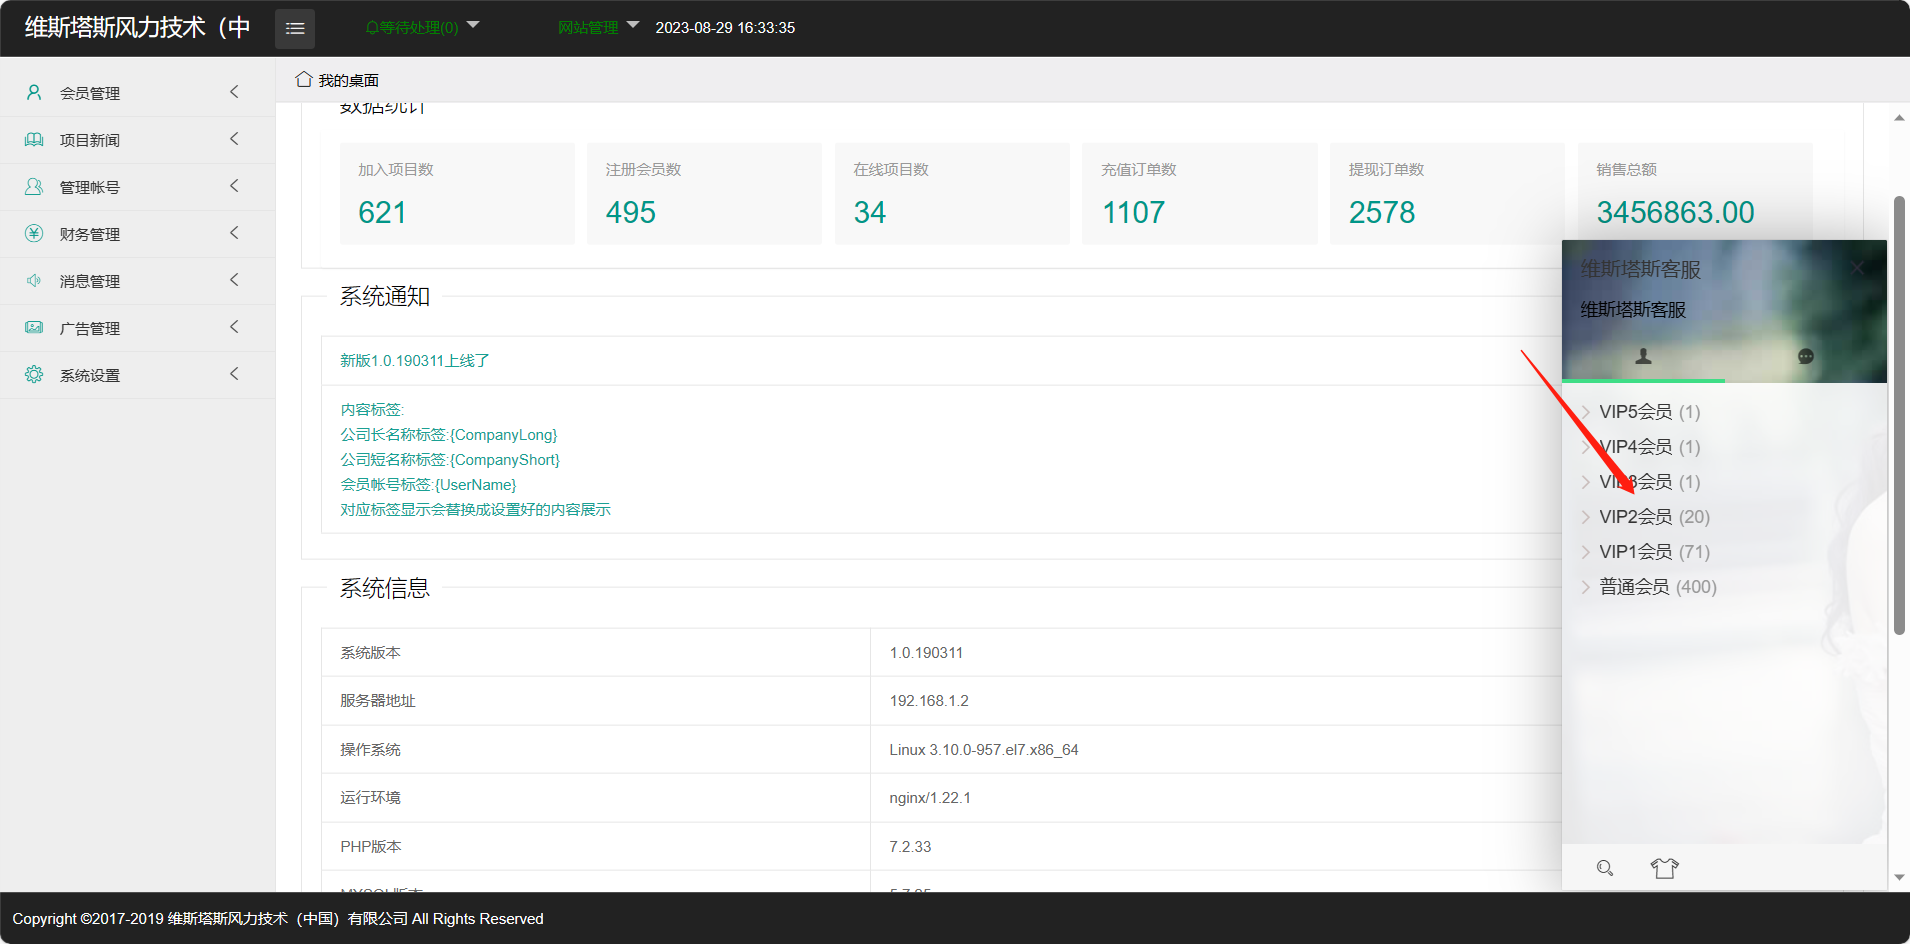 维斯塔斯风力技术（中
等待处理(0)
网站管理
2023-08-29 16:33:35
会员管理
项目新闻
管理帐号
财务管理
消息管理
广告管理
系统设置
我的桌面
数据统计
加入项目数
621
注册会员数
495
在线项目数
34
充值订单数
1107
提现订单数
2578
销售总额
3456863.00
系统通知
新版1.0.190311上线了
内容标签:
公司长名称标签:{CompanyLong}
公司短名称标签:{CompanyShort}
会员帐号标签:{UserName}
对应标签显示会替换成设置好的内容展示
系统信息
系统版本 1.0.190311
服务器地址 192.168.1.2
操作系统 Linux 3.10.0-957.el7.x86_64
运行环境 nginx/1.22.1
PHP版本 7.2.33
维斯塔斯客服
维斯塔斯客服
VIP5会员 (1)
VIP4会员 (1)
VIP3会员 (1)
VIP2会员 (20)
VIP1会员 (71)
普通会员 (400)
Copyright ©2017-2019 维斯塔斯风力技术（中国）有限公司 All Rights Reserved